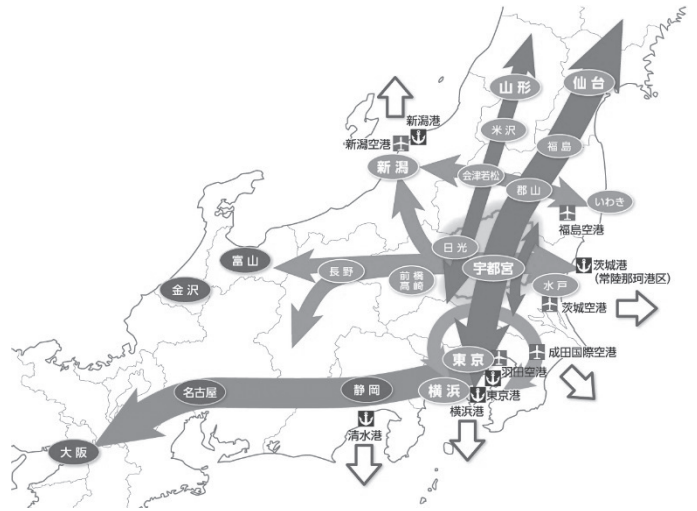 山形
仙台
新潟港
米沢
新潟空港
福島
新潟
会津若松
郡山
いわき
福島空港
日光
富山
長野
前橋
高崎
宇都宮
茨城港
(常陸那珂港区)
金沢
水戸
茨城空港
東京
成田国際空港
羽田空港
名古屋
静岡
横浜
東京港
横浜港
清水港
大阪